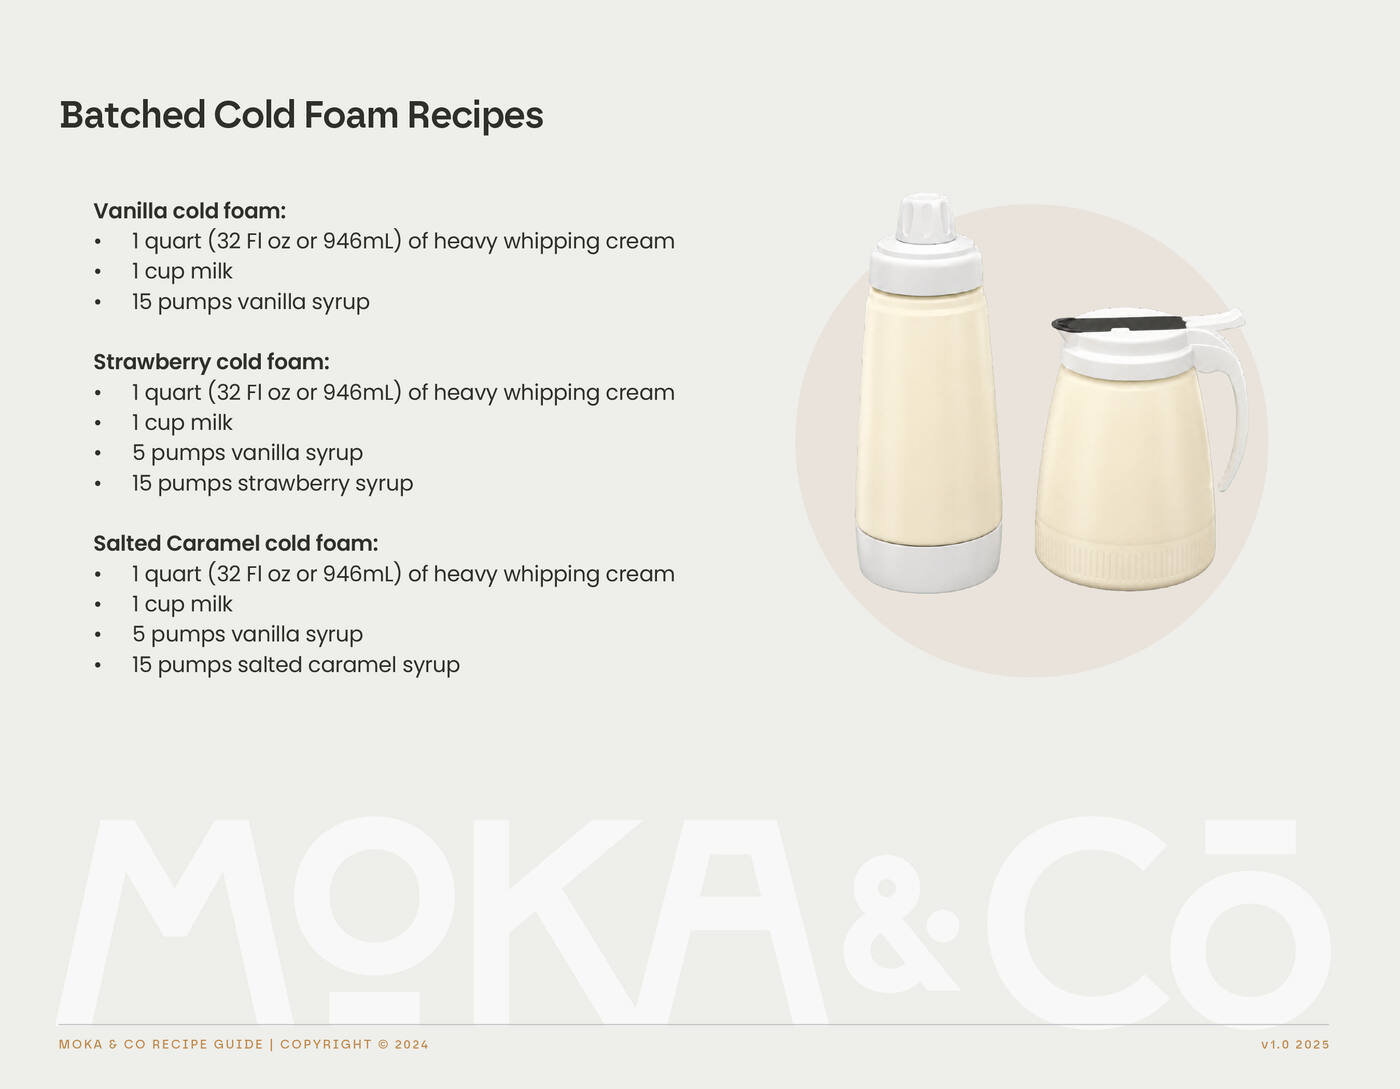 Batched Cold Foam Recipes
Vanilla cold foam:
• 1 quart (32 Fl oz or 946mL) of heavy whipping cream
• 1 cup milk
• 15 pumps vanilla syrup
Strawberry cold foam:
• 1 quart (32 Fl oz or 946mL) of heavy whipping cream
• 1 cup milk
• 5 pumps vanilla syrup
• 15 pumps strawberry syrup
Salted Caramel cold foam:
• 1 quart (32 Fl oz or 946mL) of heavy whipping cream
• 1 cup milk
• 5 pumps vanilla syrup
• 15 pumps salted caramel syrup
MOKA & CŌ
MOKA & CO RECIPE GUIDE | COPYRIGHT © 2024
v1.0 2025